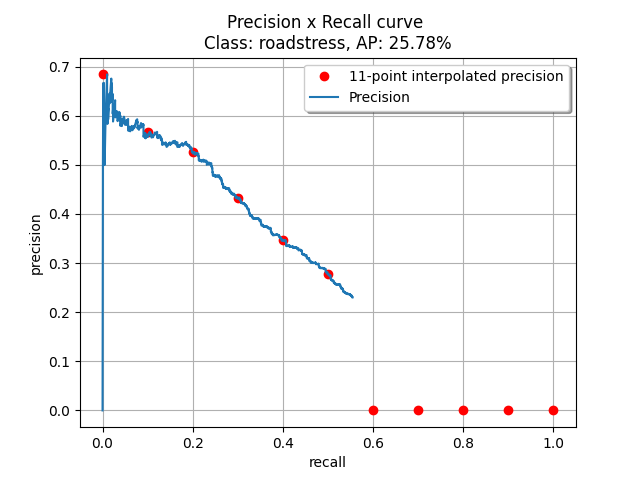 Precision x Recall curve
Class: roadstress, AP: 25.78%
11-point interpolated precision
Precision
0.7
0.6
0.5
0.4
0.3
0.2
0.1
0.0
precision
0.0 0.2 0.4 0.6 0.8 1.0
recall